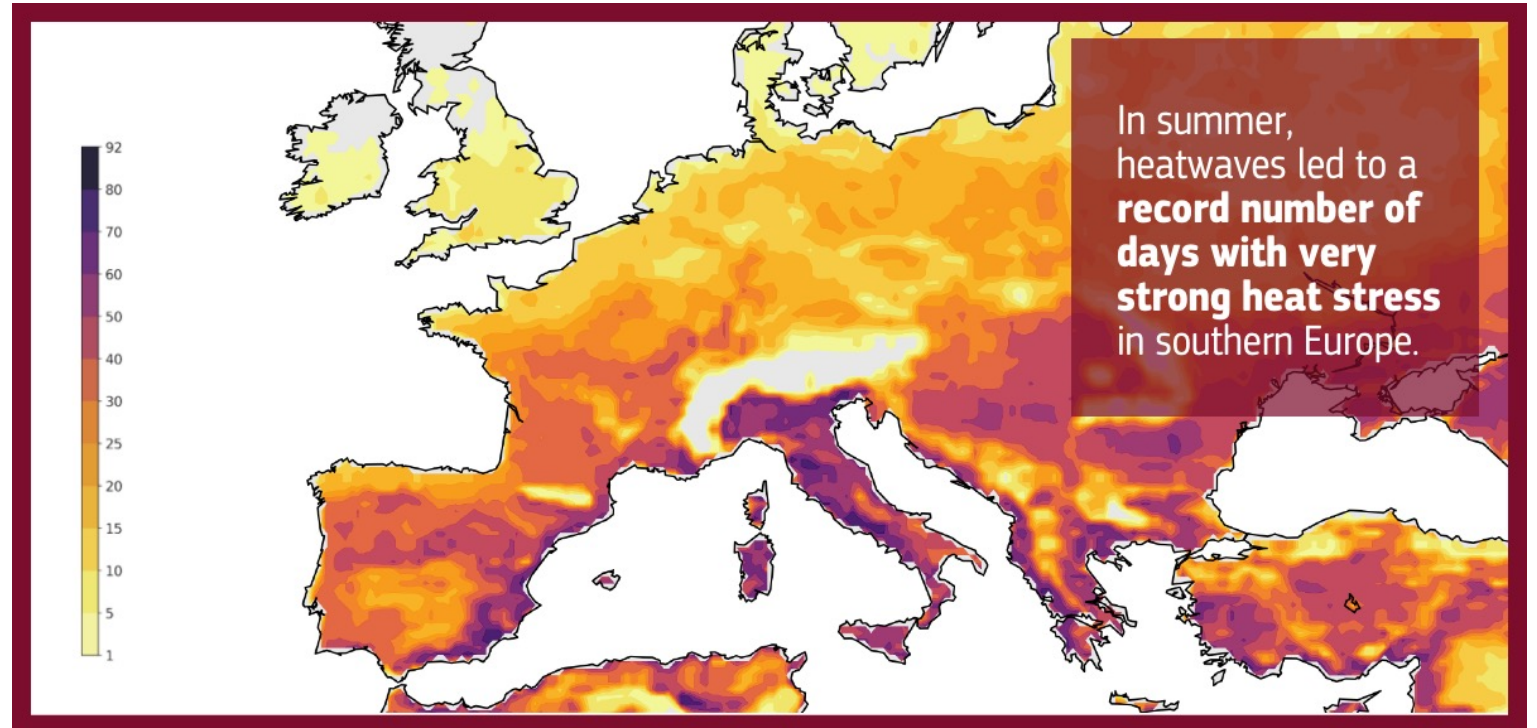 92
80
70
60
50
40
30
25
20
15
10
5
1
In summer,
heatwaves led to a
record number of
days with very
strong heat stress
in southern Europe.